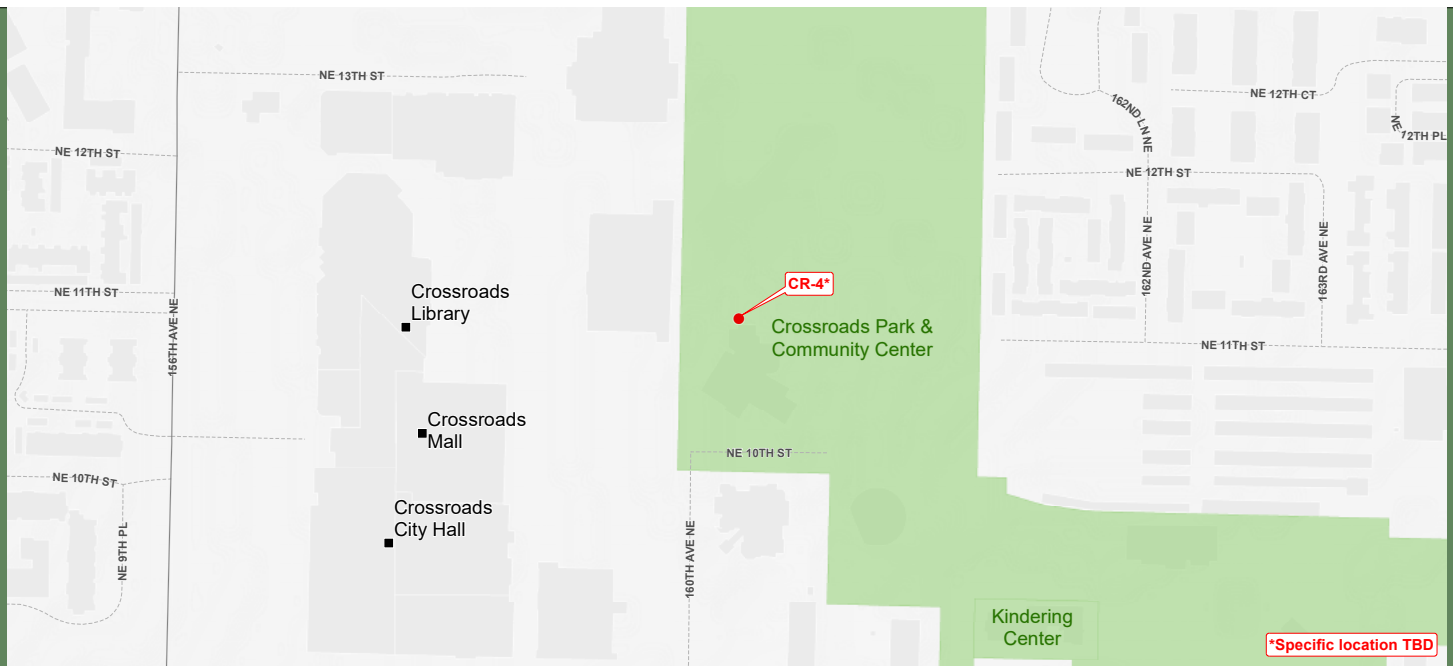 NE 13TH ST
NE 12TH CT
162ND LN NE
NE 12TH PL
NE 12TH ST
NE 12TH ST
162ND AVE NE
163RD AVE NE
NE 11TH ST
156TH AVE NE
Crossroads
Library
CR-4*
Crossroads Park &
Community Center
NE 11TH ST
Crossroads
Mall
NE 10TH ST
NE 10TH ST
NE 9TH PL
Crossroads
City Hall
160TH AVE NE
Kindering
Center
*Specific location TBD